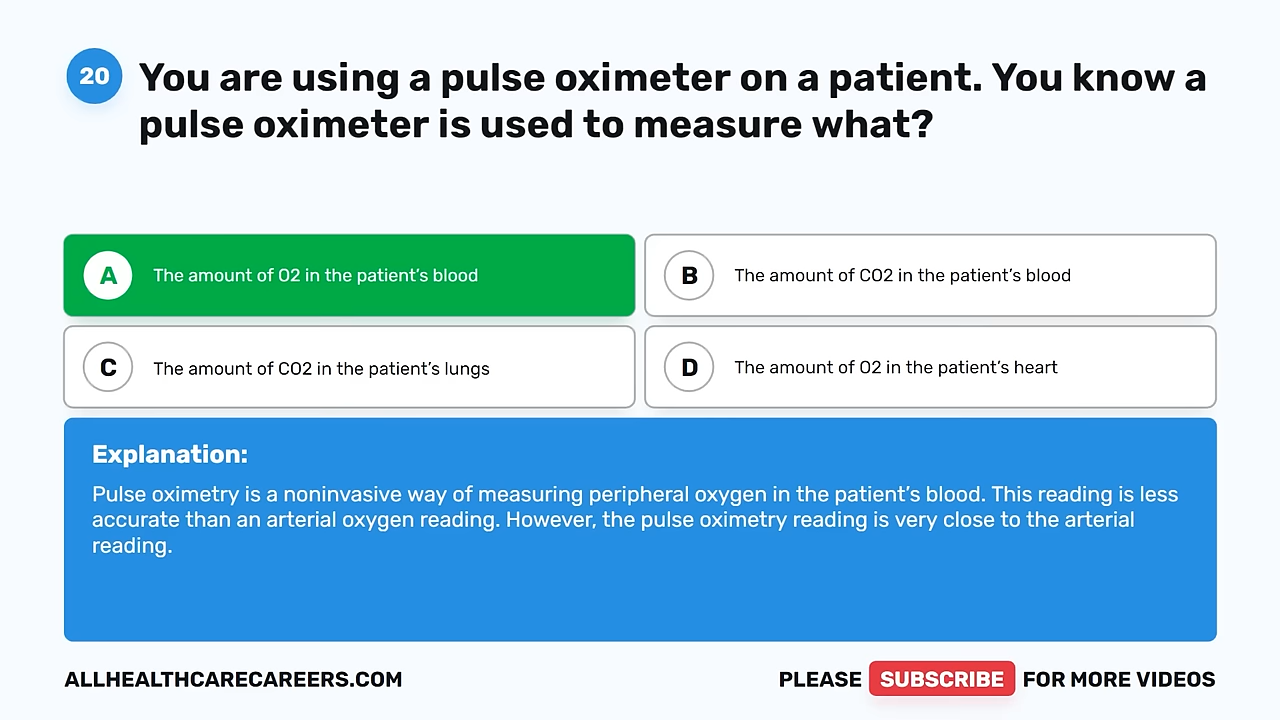 20
You are using a pulse oximeter on a patient. You know a
pulse oximeter is used to measure what?
A The amount of O2 in the patient's blood
B The amount of CO2 in the patient's blood
C The amount of CO2 in the patient's lungs
D The amount of O2 in the patient's heart
Explanation:
Pulse oximetry is a noninvasive way of measuring peripheral oxygen in the patient's blood. This reading is less
accurate than an arterial oxygen reading. However, the pulse oximetry reading is very close to the arterial
reading.
ALLHEALTHCARECAREERS.COM
PLEASE SUBSCRIBE FOR MORE VIDEOS